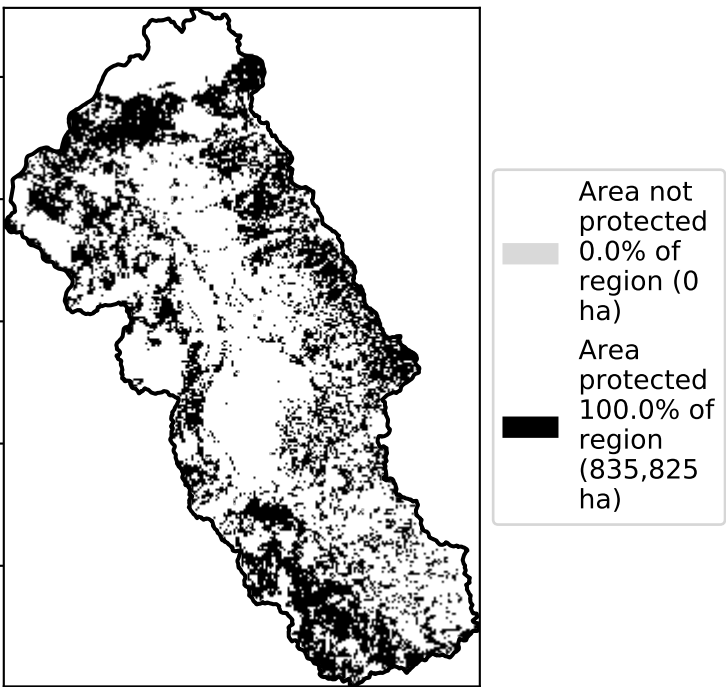 Area not
protected
0.0% of
region (0
ha)
Area
protected
100.0% of
region
(835,825
ha)